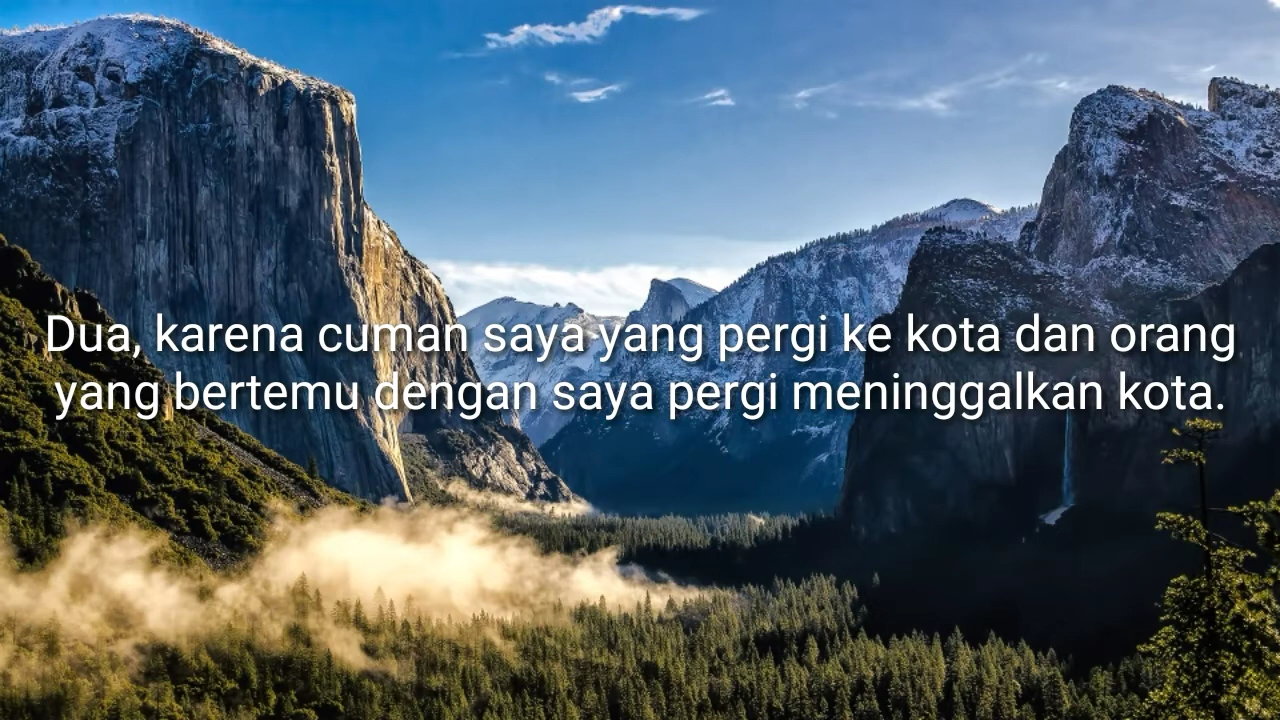 Dua, karena cuman saya yang pergi ke kota dan orang
yang bertemu dengan saya pergi meninggalkan kota.